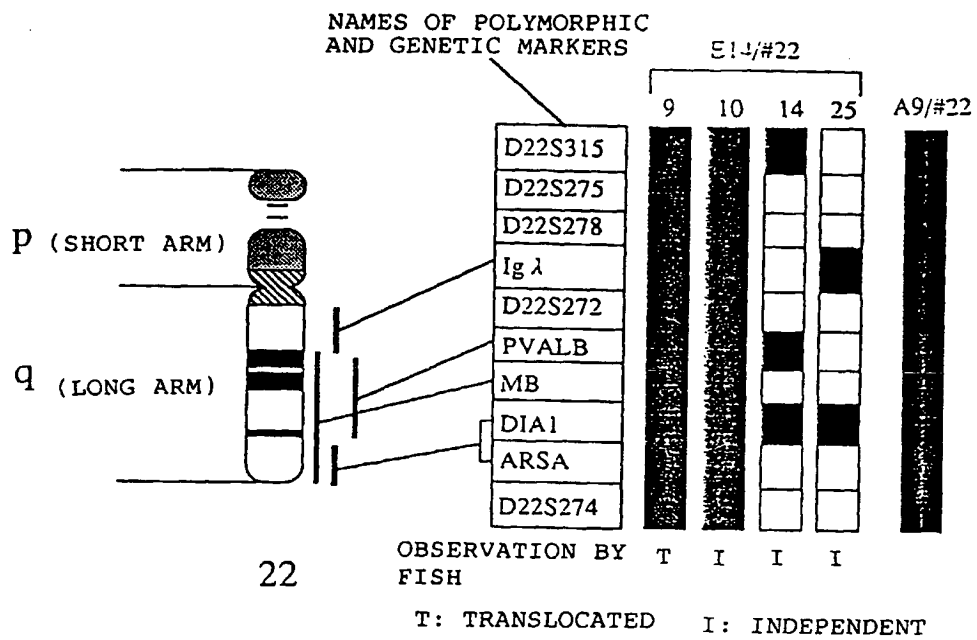 NAMES OF POLYMORPHIC
AND GENETIC MARKERS
E14/#22
9 10 14 25 A9/#22
D22S315
D22S275
D22S278
Ig λ
D22S272
PVALB
MB
DIA1
ARSA
D22S274
p (SHORT ARM)
q (LONG ARM)
22
OBSERVATION BY
FISH
T I I I
T: TRANSLOCATED I: INDEPENDENT